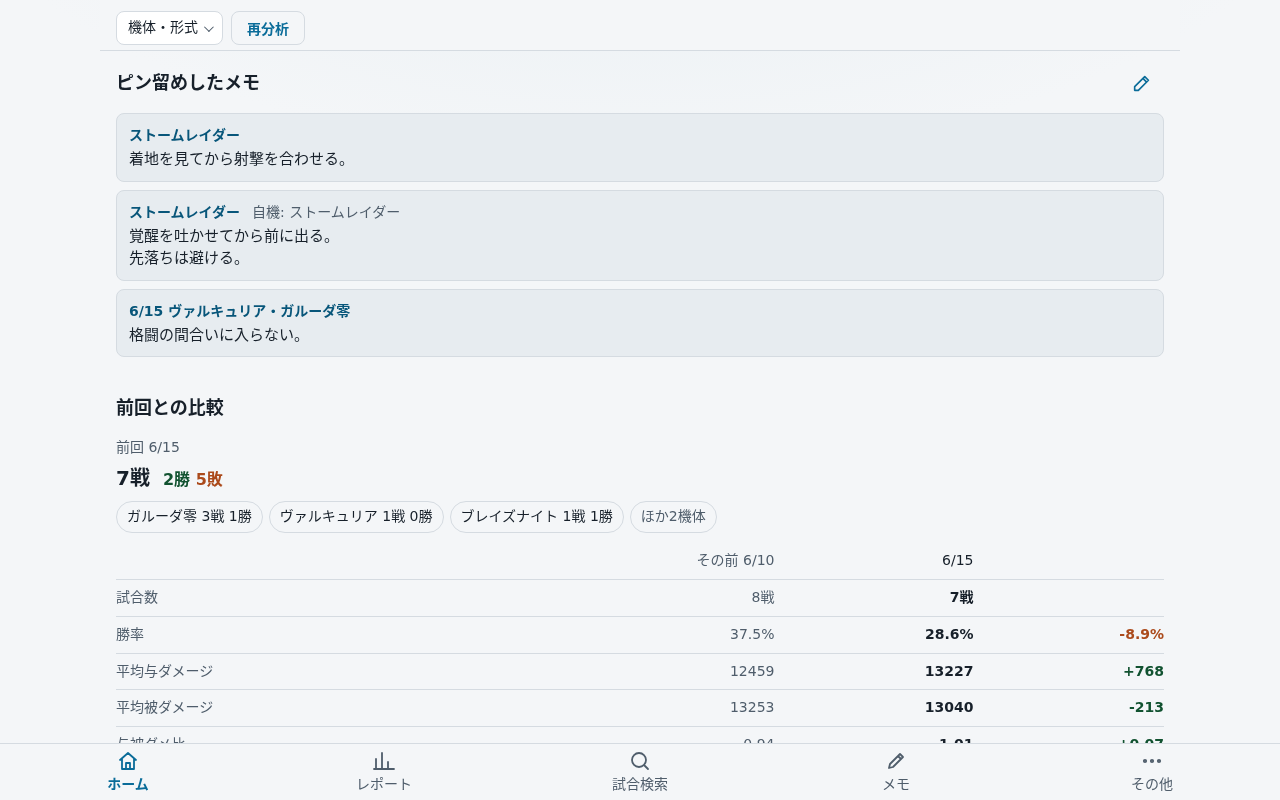 機体・形式
再分析
ピン留めしたメモ
ストームレイダー
着地を見てから射撃を合わせる。
ストームレイダー 自機: ストームレイダー
覚醒を吐かせてから前に出る。
先落ちは避ける。
6/15 ヴァルキュリア・ガルーダ零
格闘の間合いに入らない。
前回との比較
前回 6/15
7戦 2勝 5敗
ガルーダ零 3戦 1勝
ヴァルキュリア 1戦 0勝
ブレイズナイト 1戦 1勝
ほか2機体
その前 6/10 6/15
試合数 8戦 7戦
勝率 37.5% 28.6% -8.9%
平均与ダメージ 12459 13227 +768
平均被ダメージ 13253 13040 -213
与被ダメ比 0.94 1.01 +0.07
ホーム
レポート
試合検索
メモ
その他